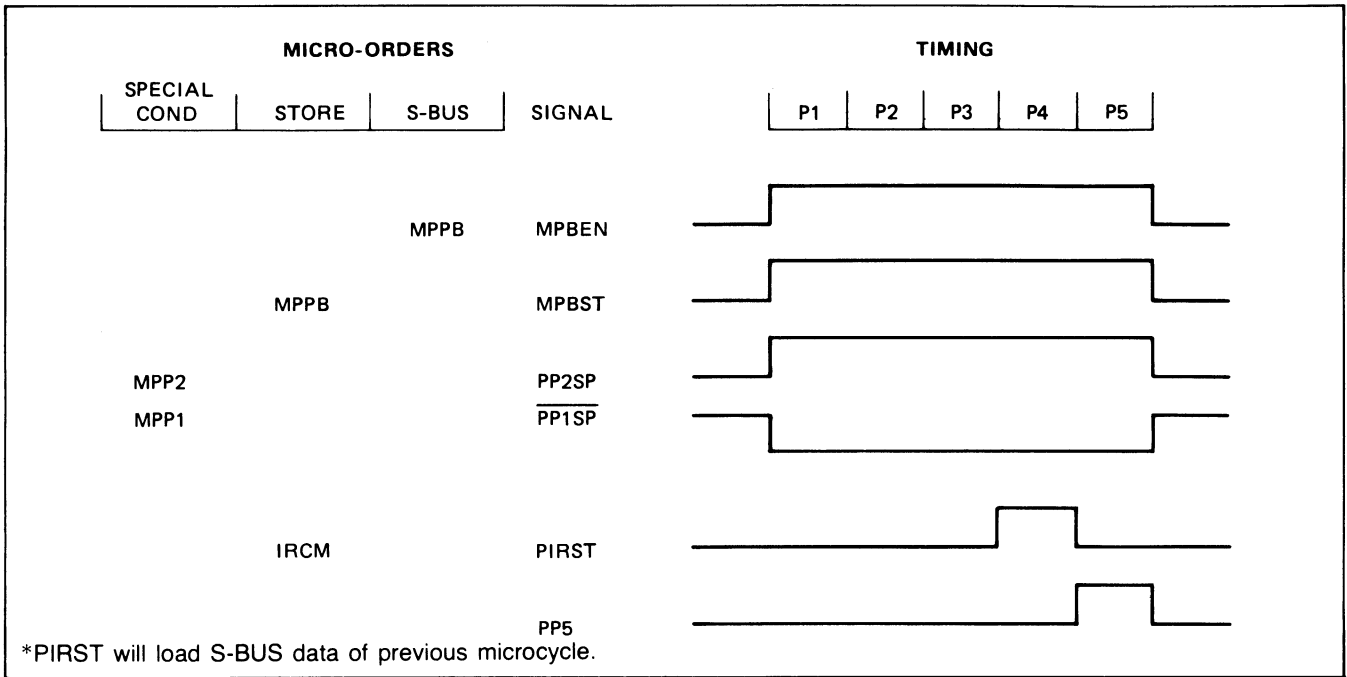 MICRO-ORDERS TIMING
SPECIAL COND STORE S-BUS SIGNAL P1 P2 P3 P4 P5
MPPB MPBEN
MPPB MPBST
MPP2 PP2SP
MPP1 P̅P̅1̅S̅P̅
IRCM PIRST
PP5
*PIRST will load S-BUS data of previous microcycle.